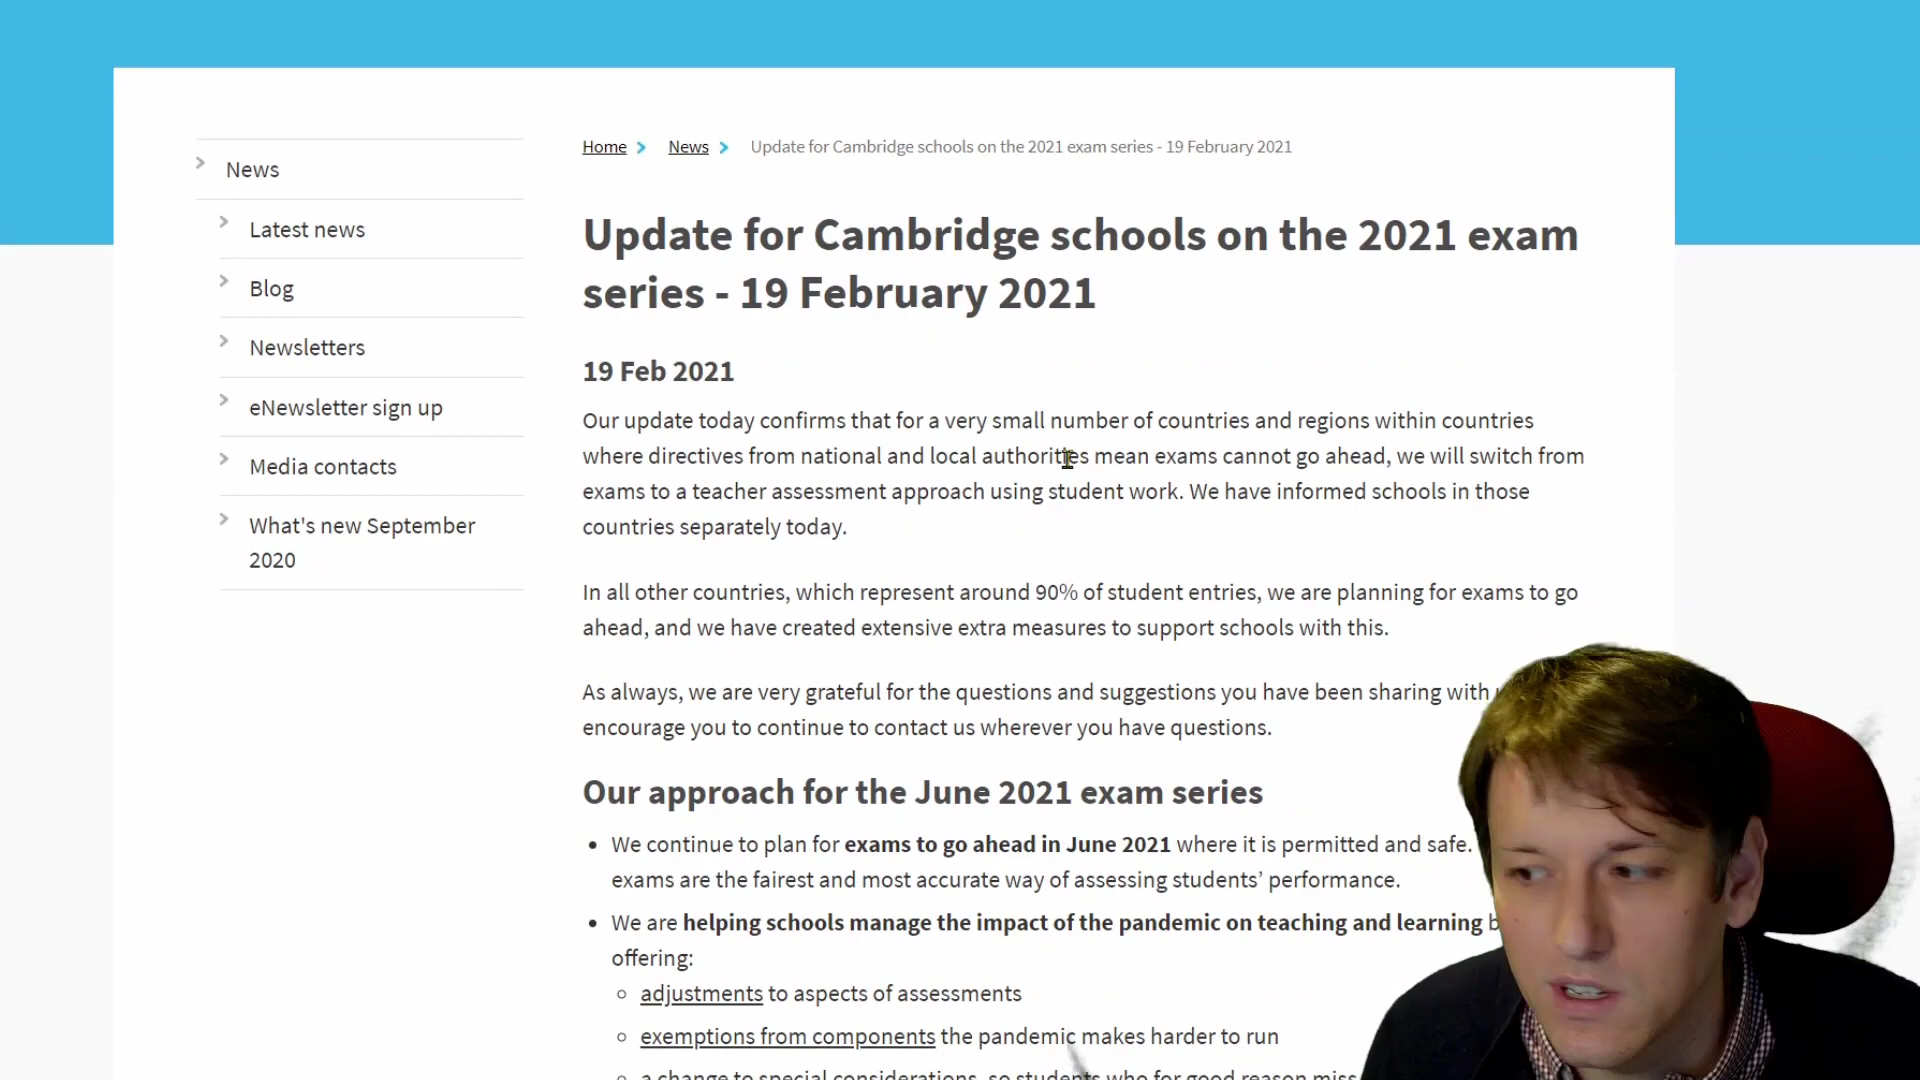 Home
News
Update for Cambridge schools on the 2021 exam series - 19 February 2021
News
Latest news
Blog
Newsletters
eNewsletter sign up
Media contacts
What's new September
2020
Update for Cambridge schools on the 2021 exam
series - 19 February 2021
19 Feb 2021
Our update today confirms that for a very small number of countries and regions within countries
where directives from national and local authorities mean exams cannot go ahead, we will switch from
exams to a teacher assessment approach using student work. We have informed schools in those
countries separately today.
In all other countries, which represent around 90% of student entries, we are planning for exams to go
ahead, and we have created extensive extra measures to support schools with this.
As always, we are very grateful for the questions and suggestions you have been sharing with
encourage you to continue to contact us wherever you have questions.
Our approach for the June 2021 exam series
We continue to plan for exams to go ahead in June 2021 where it is permitted and safe.
exams are the fairest and most accurate way of assessing students’ performance.
We are helping schools manage the impact of the pandemic on teaching and learning
offering:
adjustments to aspects of assessments
exemptions from components the pandemic makes harder to run
a change to special considerations, so students who for good reason miss